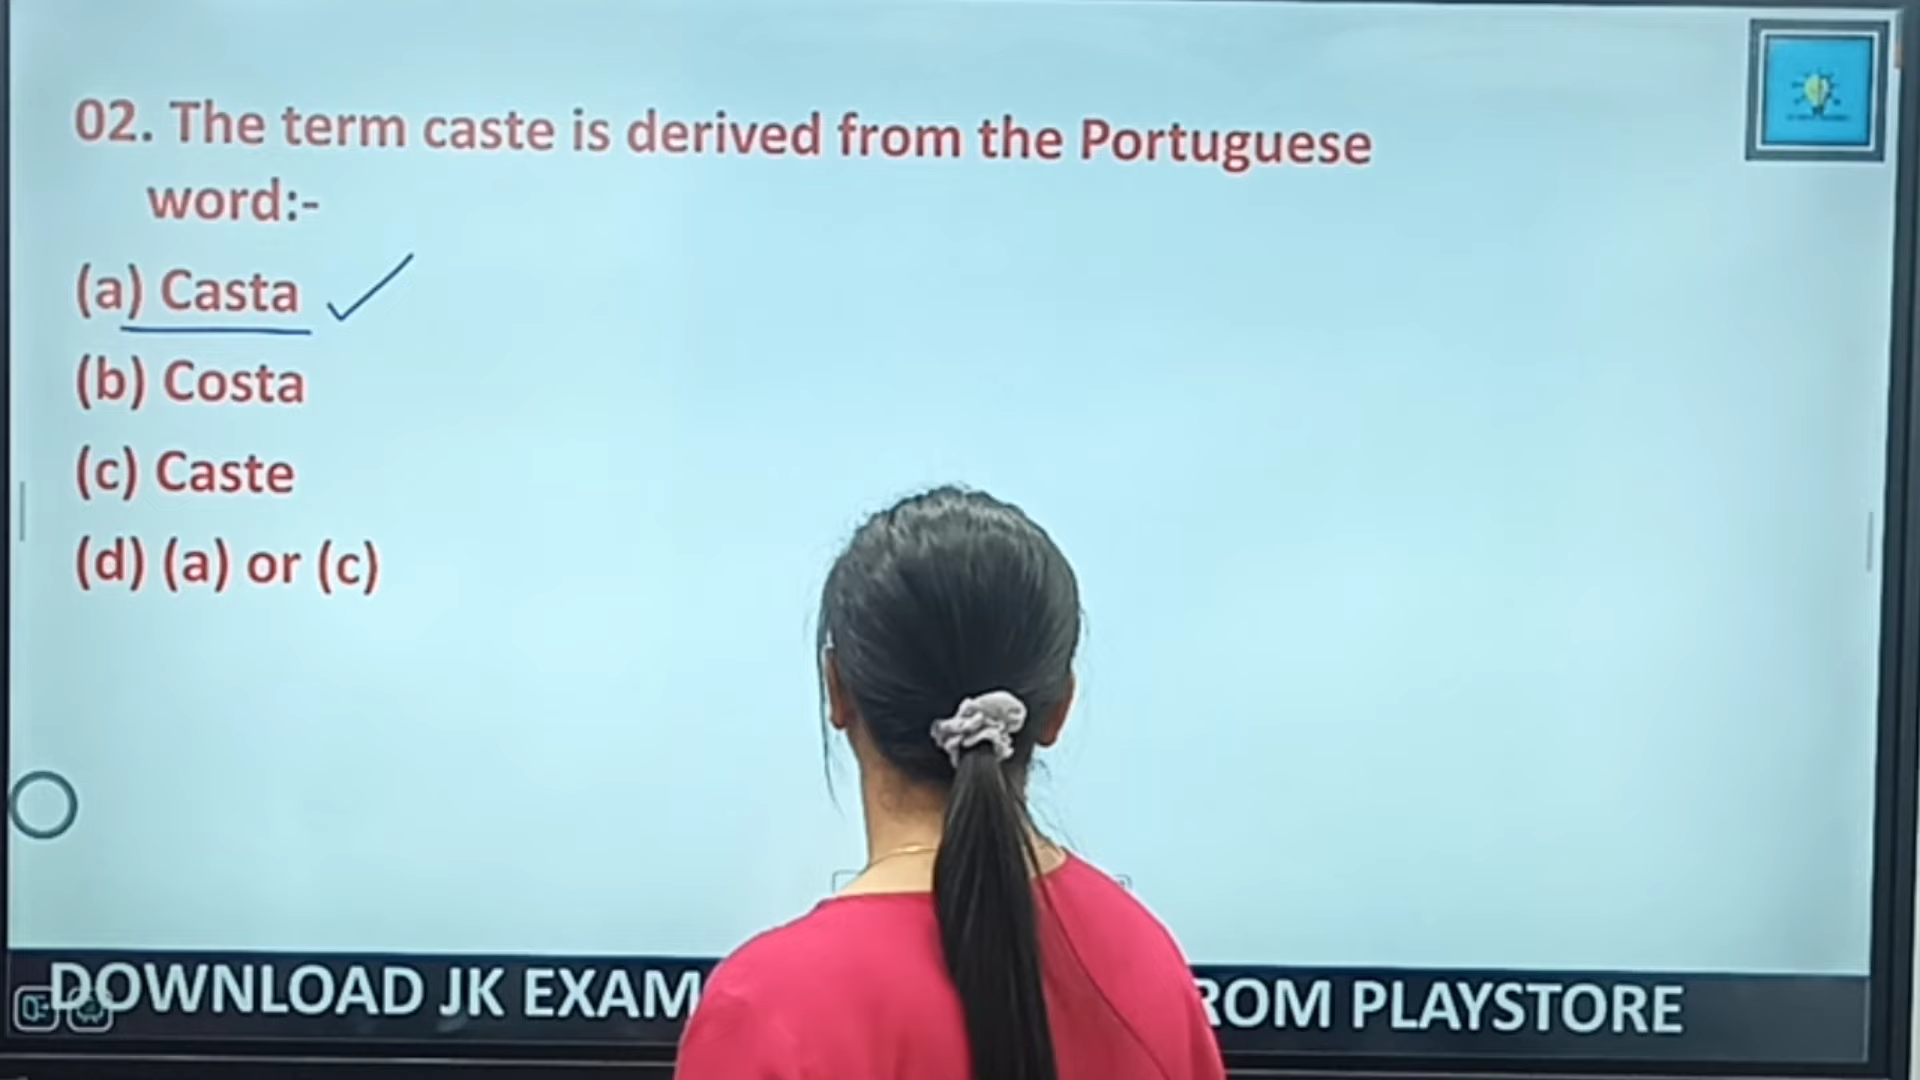 02. The term caste is derived from the Portuguese
word:-
(a) Casta
(b) Costa
(c) Caste
(d) (a) or (c)
DOWNLOAD JK EXAM ROM PLAYSTORE